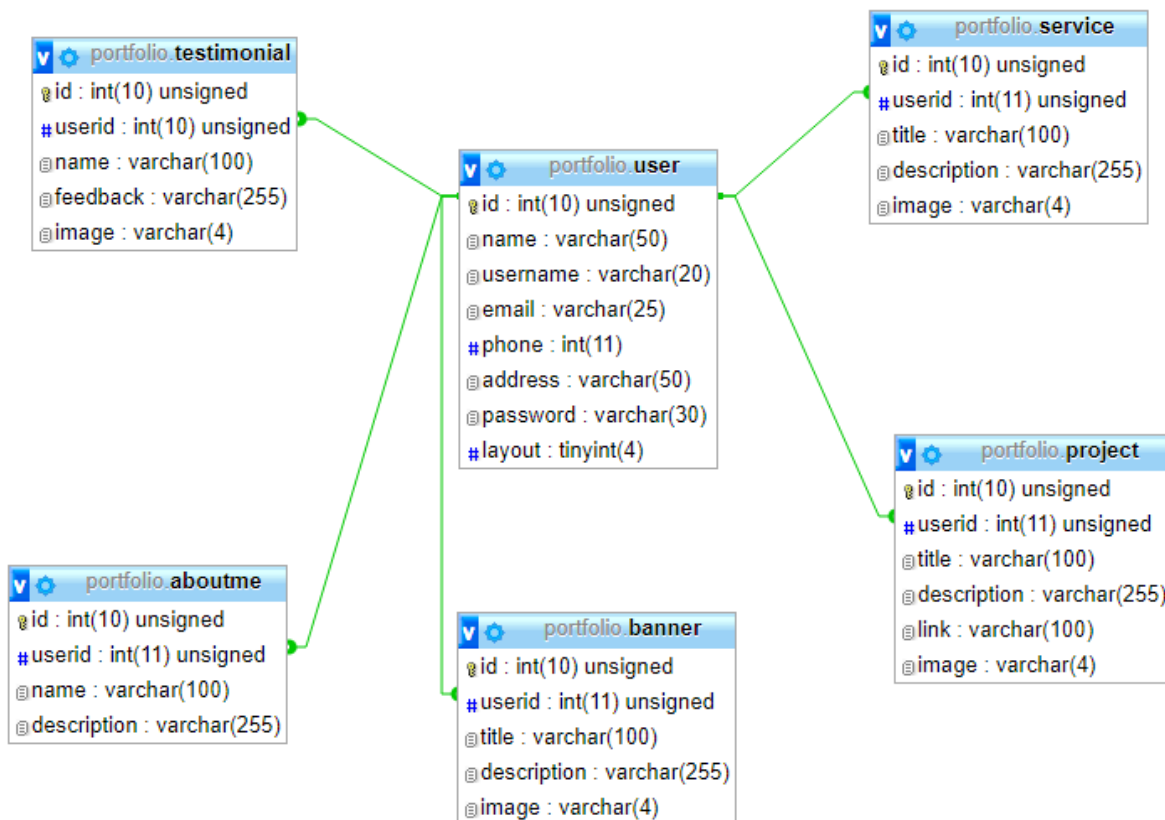 portfolio.testimonial
id : int(10) unsigned
userid : int(10) unsigned
name : varchar(100)
feedback : varchar(255)
image : varchar(4)
portfolio.service
id : int(10) unsigned
userid : int(11) unsigned
title : varchar(100)
description : varchar(255)
image : varchar(4)
portfolio.user
id : int(10) unsigned
name : varchar(50)
username : varchar(20)
email : varchar(25)
phone : int(11)
address : varchar(50)
password : varchar(30)
layout : tinyint(4)
portfolio.project
id : int(10) unsigned
userid : int(11) unsigned
title : varchar(100)
description : varchar(255)
link : varchar(100)
image : varchar(4)
portfolio.aboutme
id : int(10) unsigned
userid : int(11) unsigned
name : varchar(100)
description : varchar(255)
portfolio.banner
id : int(10) unsigned
userid : int(11) unsigned
title : varchar(100)
description : varchar(255)
image : varchar(4)